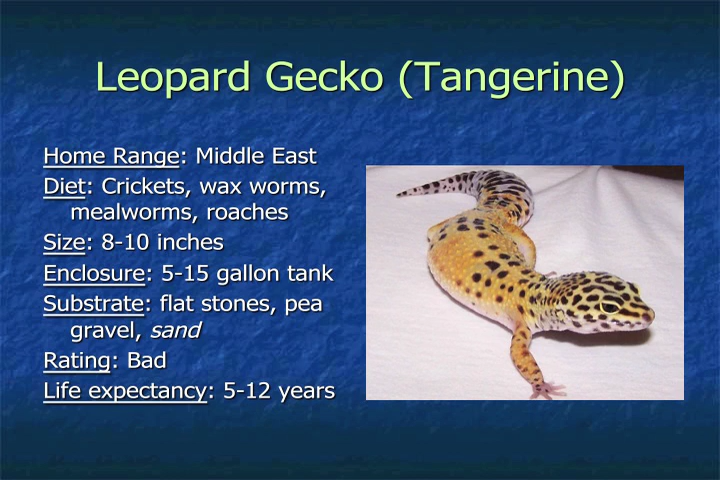 Leopard Gecko (Tangerine)
Home Range: Middle East
Diet: Crickets, wax worms,
mealworms, roaches
Size: 8-10 inches
Enclosure: 5-15 gallon tank
Substrate: flat stones, pea
gravel, sand
Rating: Bad
Life expectancy: 5-12 years